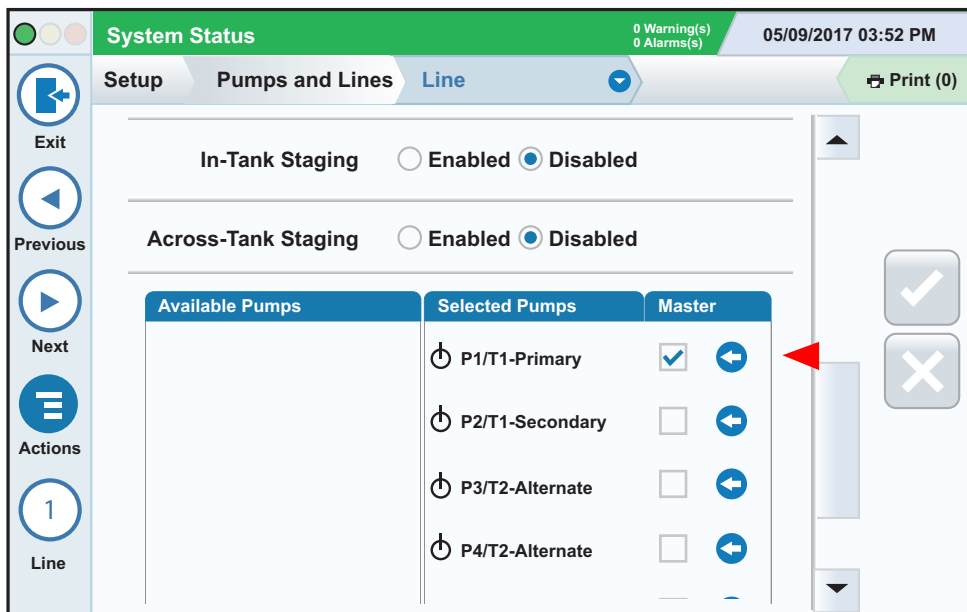 System Status
0 Warning(s)
0 Alarms(s)
05/09/2017 03:52 PM
Setup
Pumps and Lines
Line
Print (0)
Exit
Previous
Next
Actions
1
Line
In-Tank Staging
Enabled
Disabled
Across-Tank Staging
Enabled
Disabled
Available Pumps
Selected Pumps
Master
P1/T1-Primary
P2/T1-Secondary
P3/T2-Alternate
P4/T2-Alternate